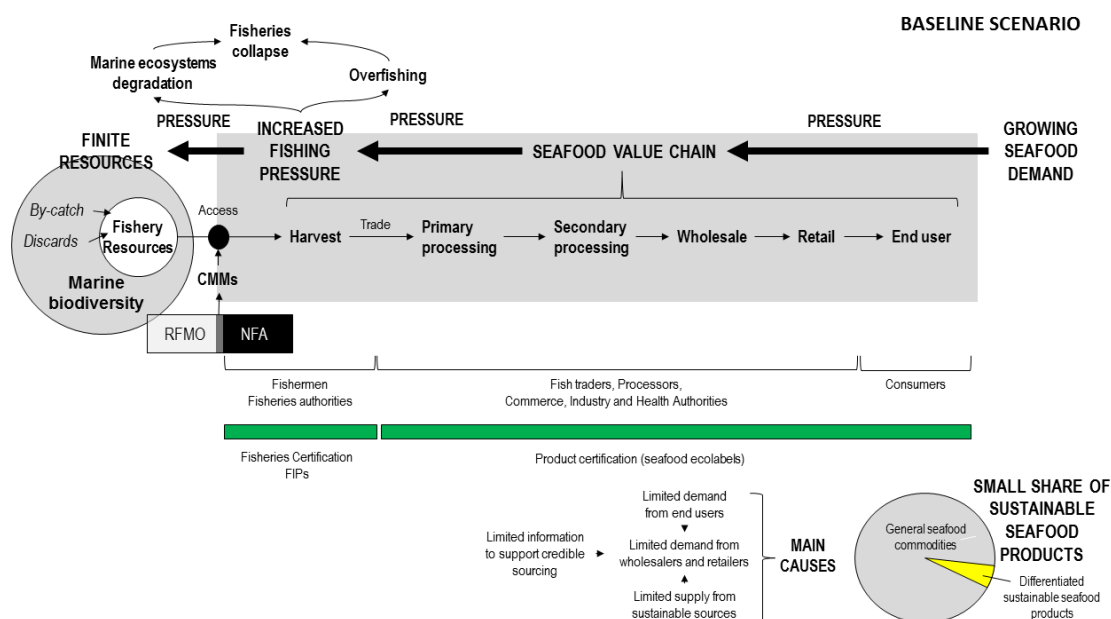 BASELINE SCENARIO
Fisheries
collapse
Marine ecosystems
degradation
Overfishing
PRESSURE
PRESSURE
PRESSURE
FINITE
RESOURCES
INCREASED
FISHING
PRESSURE
SEAFOOD VALUE CHAIN
GROWING
SEAFOOD
DEMAND
By-catch
Discards
Fishery
Resources
Marine
biodiversity
Access
CMMs
RFMO
NFA
Harvest
Trade
Primary
processing
Secondary
processing
Wholesale
Retail
End user
Fishermen
Fisheries authorities
Fish traders, Processors,
Commerce, Industry and Health Authorities
Consumers
Fisheries Certification
FIPs
Product certification (seafood ecolabels)
Limited demand
from end users
Limited information
to support credible
sourcing
Limited demand from
wholesalers and retailers
Limited supply from
sustainable sources
MAIN
CAUSES
General seafood
commodities
SMALL SHARE OF
SUSTAINABLE
SEAFOOD
PRODUCTS
Differentiated
sustainable seafood
products